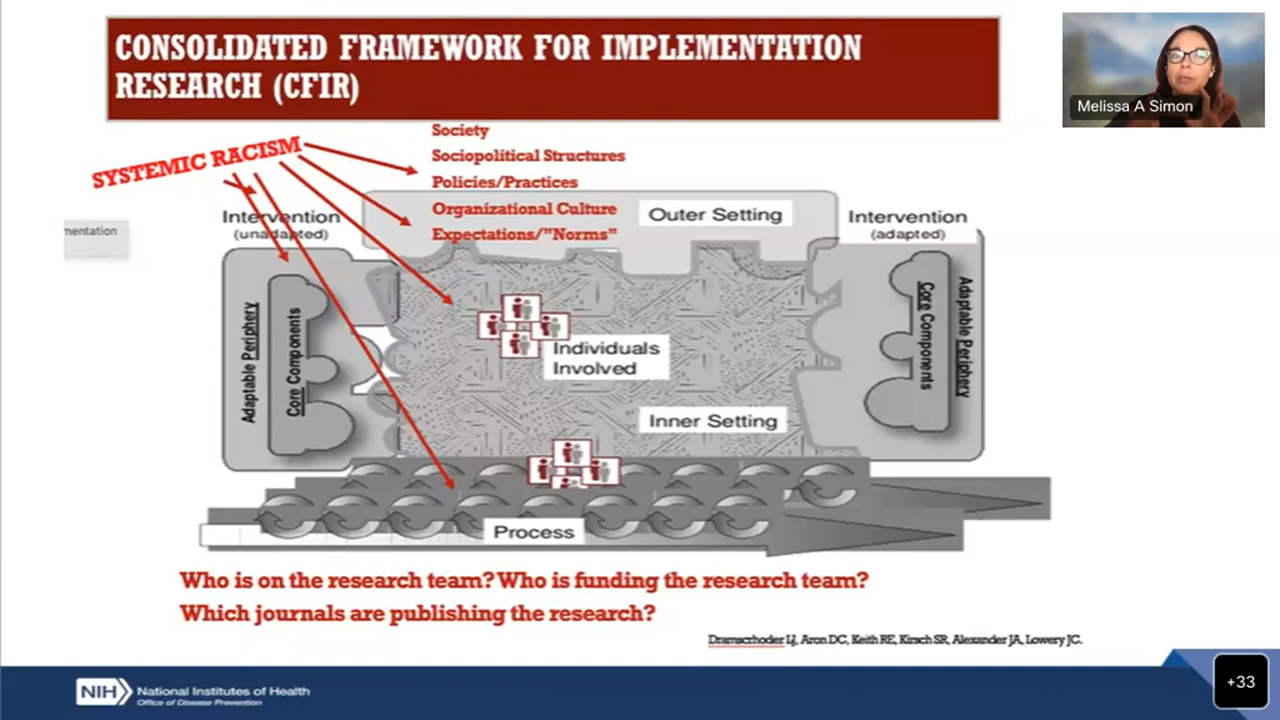 CONSOLIDATED FRAMEWORK FOR IMPLEMENTATION
RESEARCH (CFIR)
Melissa A Simon
SYSTEMIC RACISM
Society
Sociopolitical Structures
Policies/Practices
Organizational Culture
Expectations/”Norms”
Outer Setting
Intervention
(unadapted)
Intervention
(adapted)
mentation
Adaptable Periphery
Core Components
Individuals
Involved
Inner Setting
Core Components
Adaptable Periphery
Process
Who is on the research team? Who is funding the research team?
Which journals are publishing the research?
Aron DC, Keith RE, Kirsch SR, Alexander JA, Lowery JC.
NIH
National Institutes of Health
Office of Disease Prevention
+33